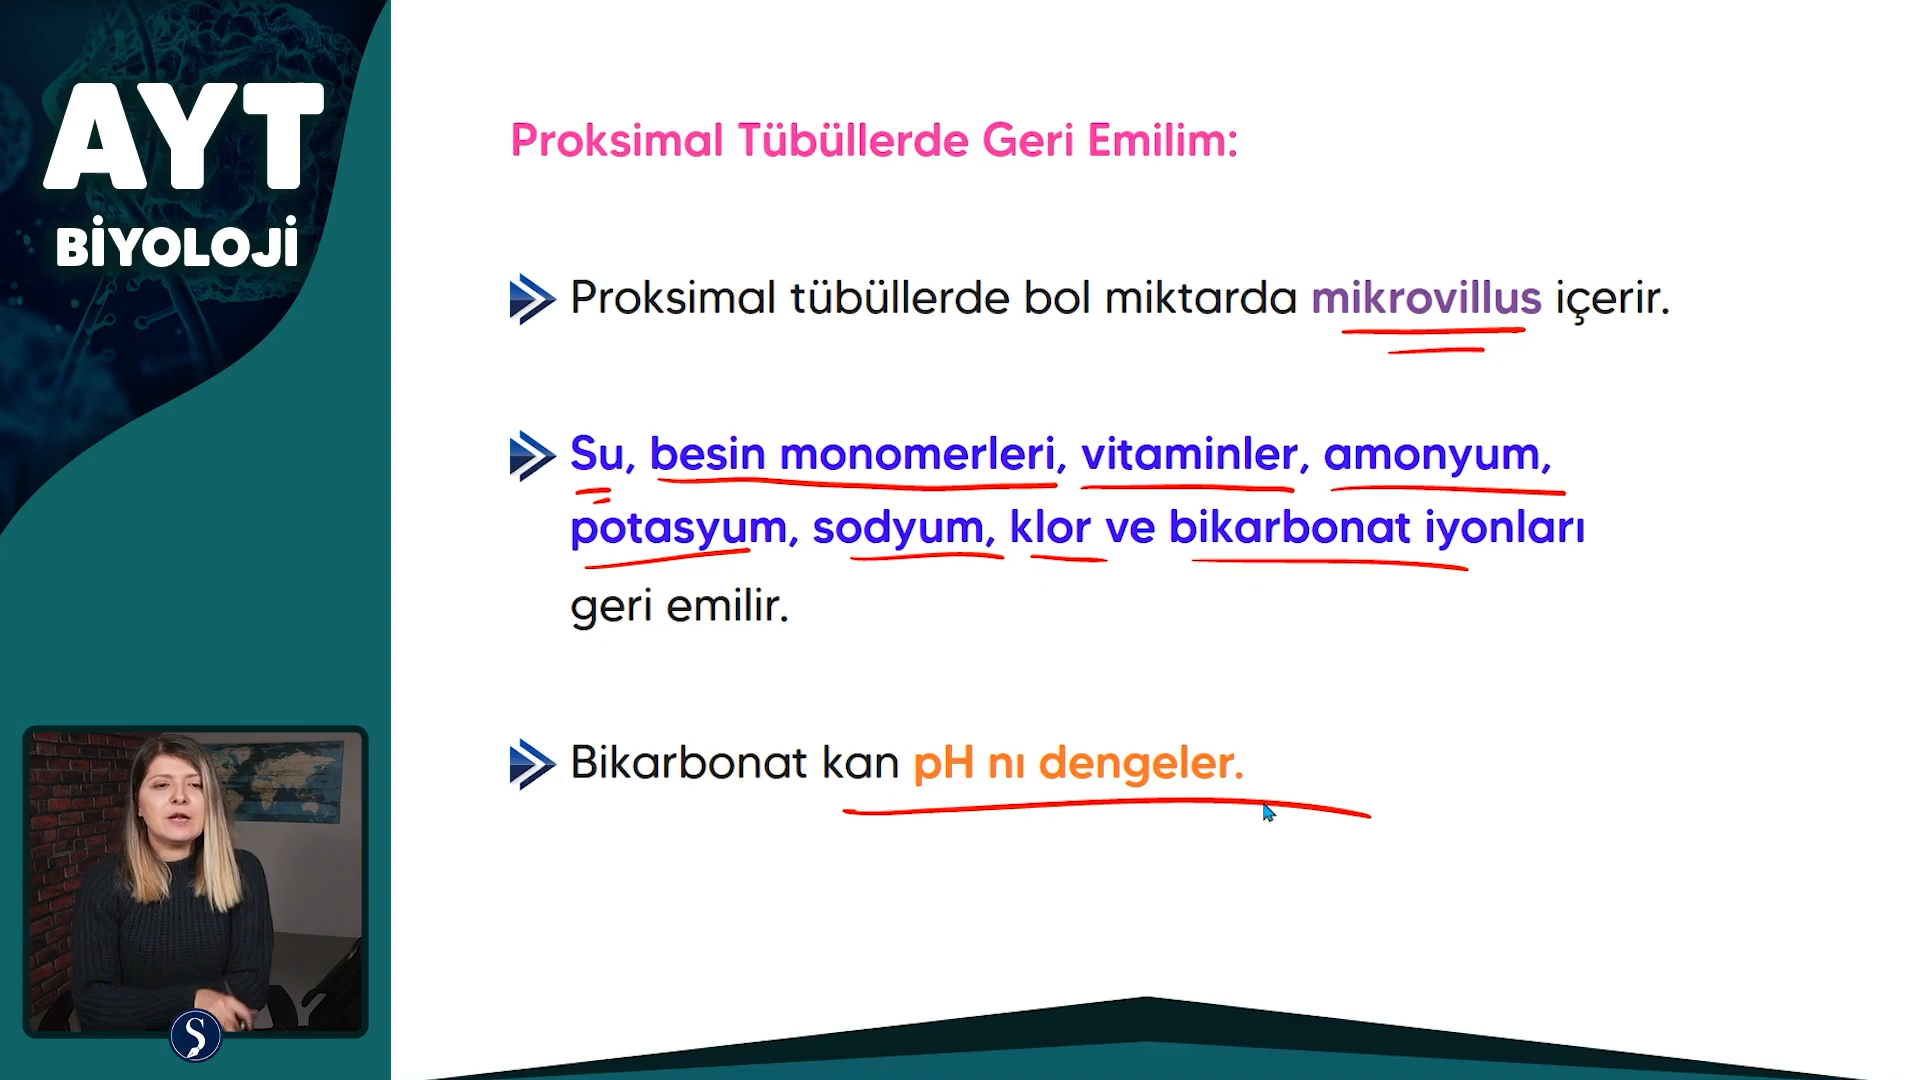 AYT
BİYOLOJİ
Proksimal Tübüllerde Geri Emilim:
Proksimal tübüllerde bol miktarda mikrovillus içerir.
Su, besin monomerleri, vitaminler, amonyum,
potasyum, sodyum, klor ve bikarbonat iyonları
geri emilir.
Bikarbonat kan pH nı dengeler.
S